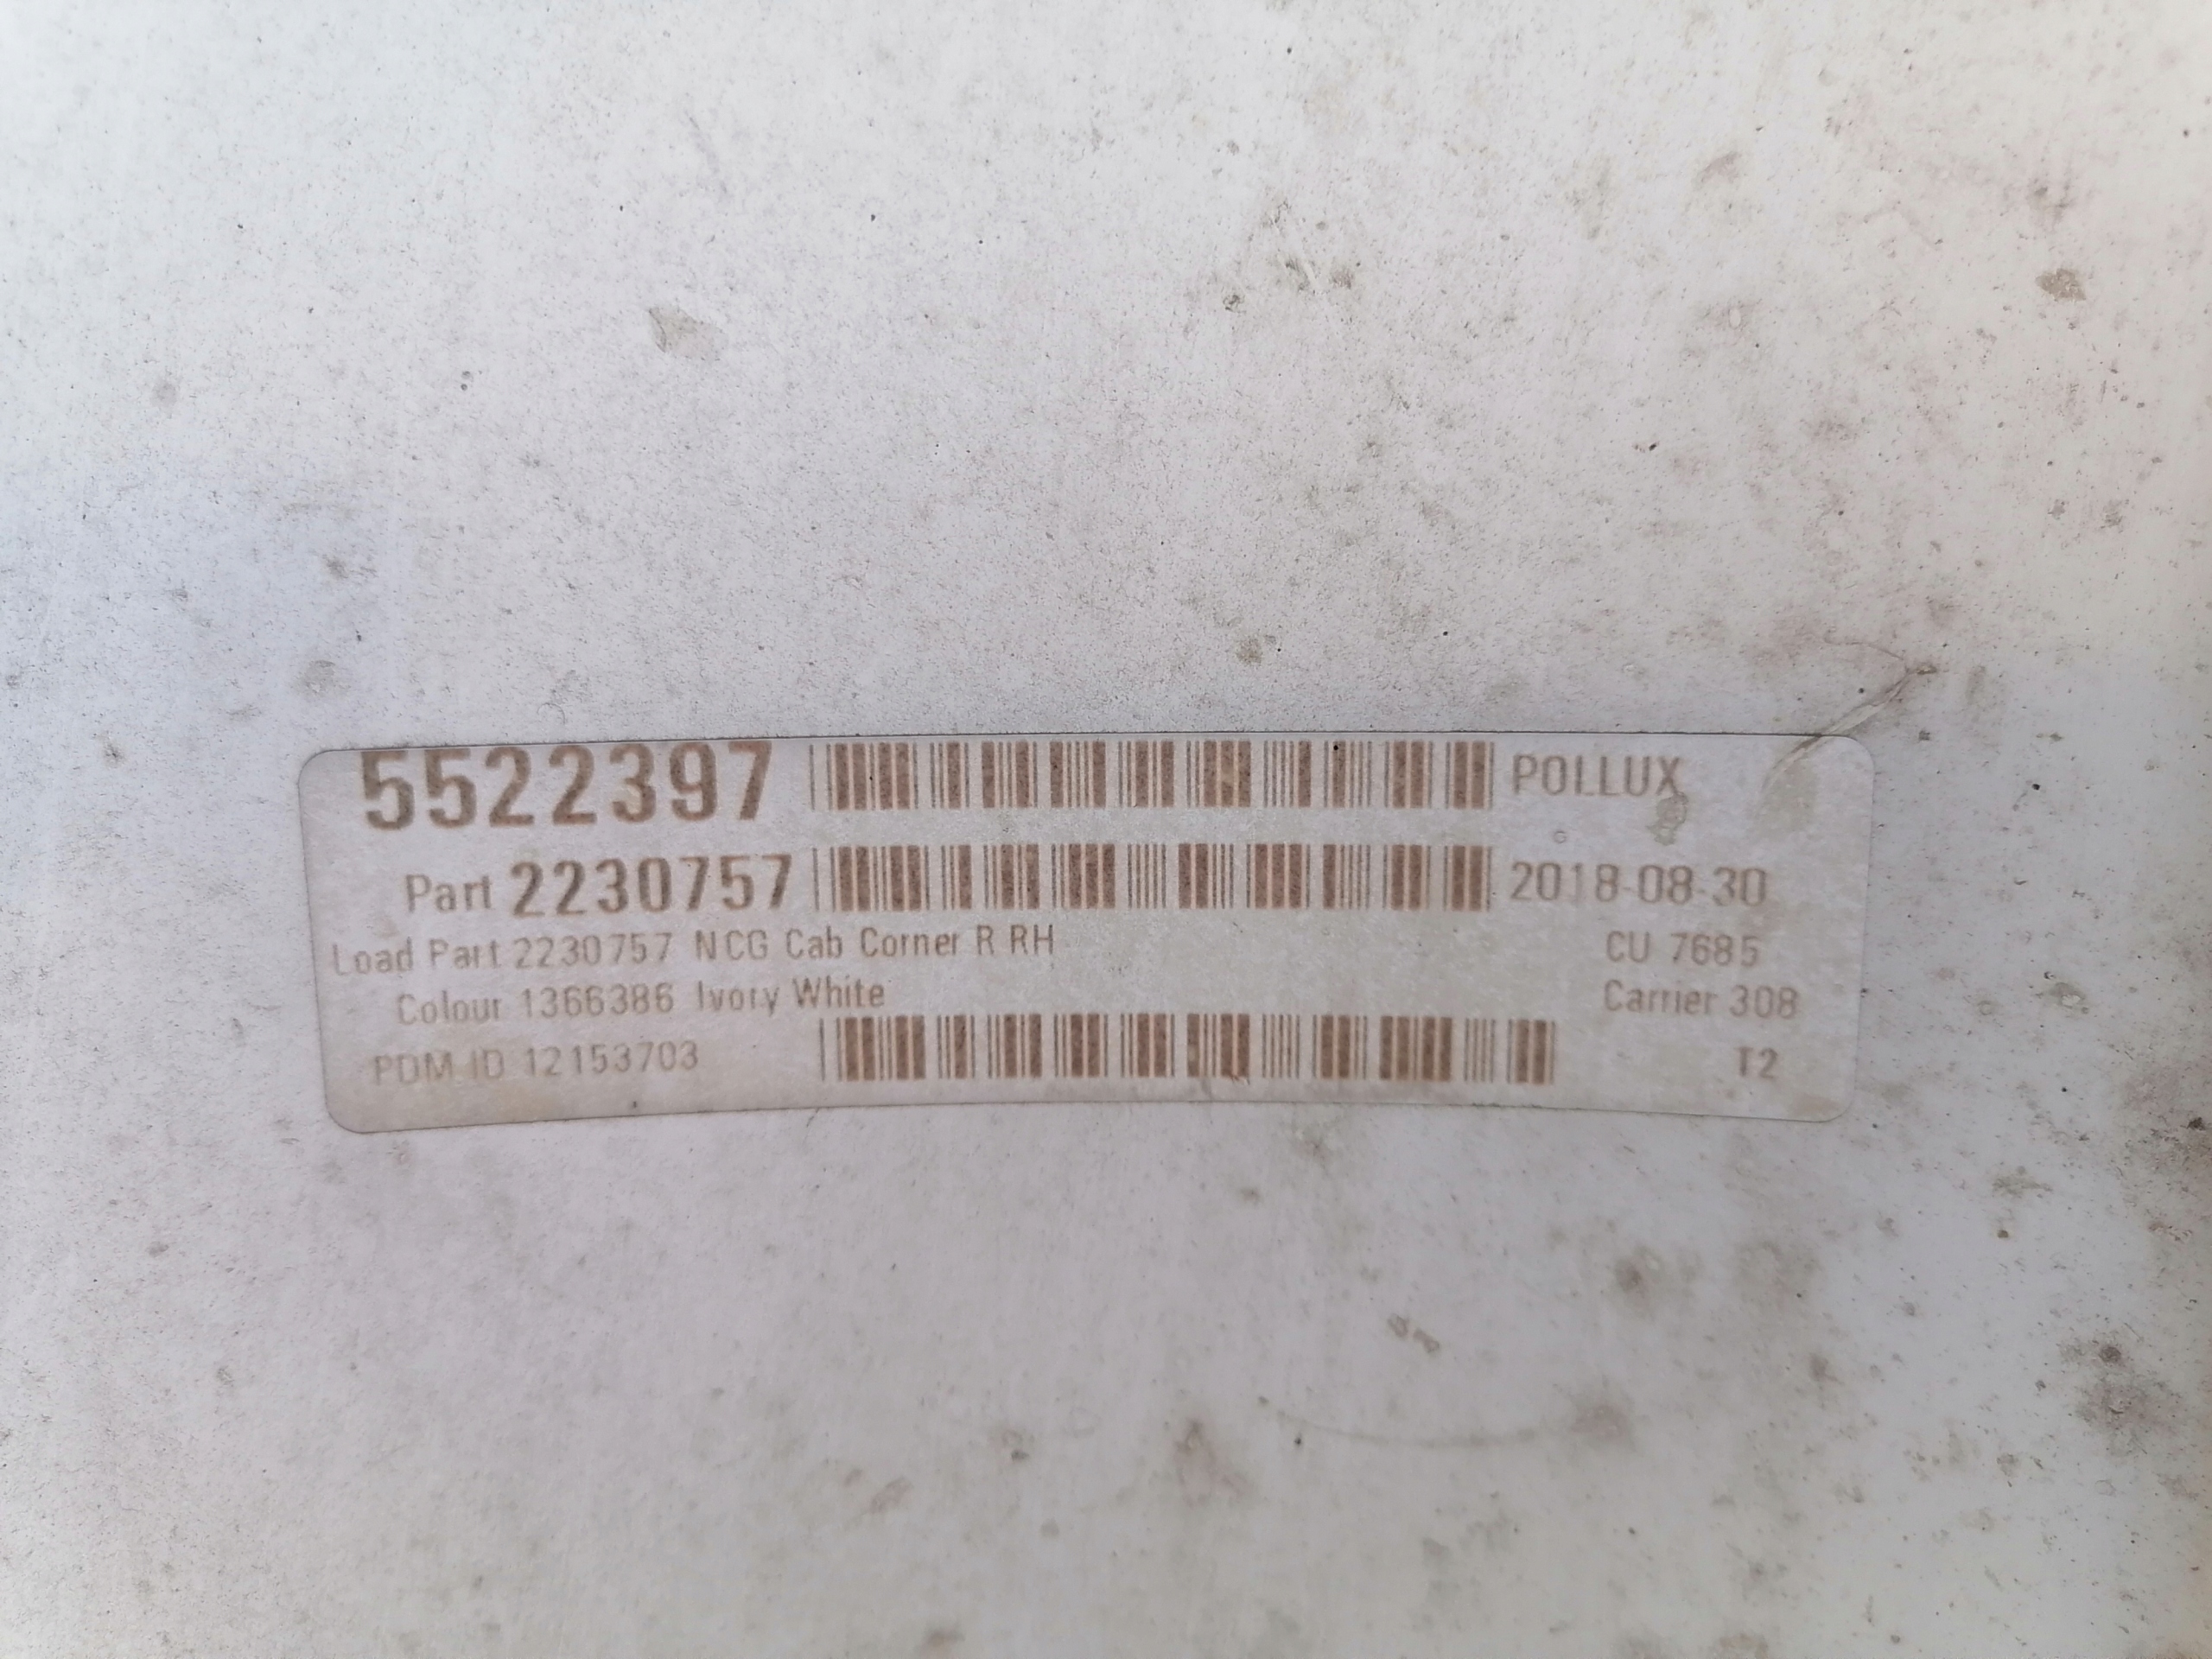 5522397 POLLUX
Part 2230757 2018-08-30
Load Part 2230757 NCG Cab Corner R RH CU 7685
Colour 1366386 Ivory White Carrier 308
PDM ID 12153703 T2